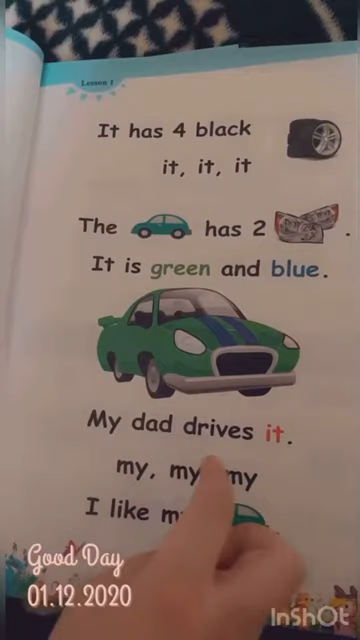 Lesson 1
It has 4 black
it, it, it
The has 2 .
It is green and blue.
My dad drives it.
my, my my
I like
Good Day
01.12.2020
InShOt